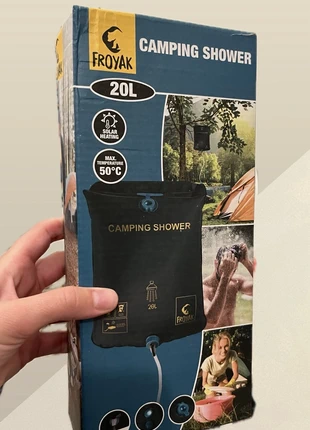 FROYAK
CAMPING SHOWER
20L
SOLAR
HEATING
MAX.
TEMPERATURE
50°C
CAMPING SHOWER
20L
FROYAK